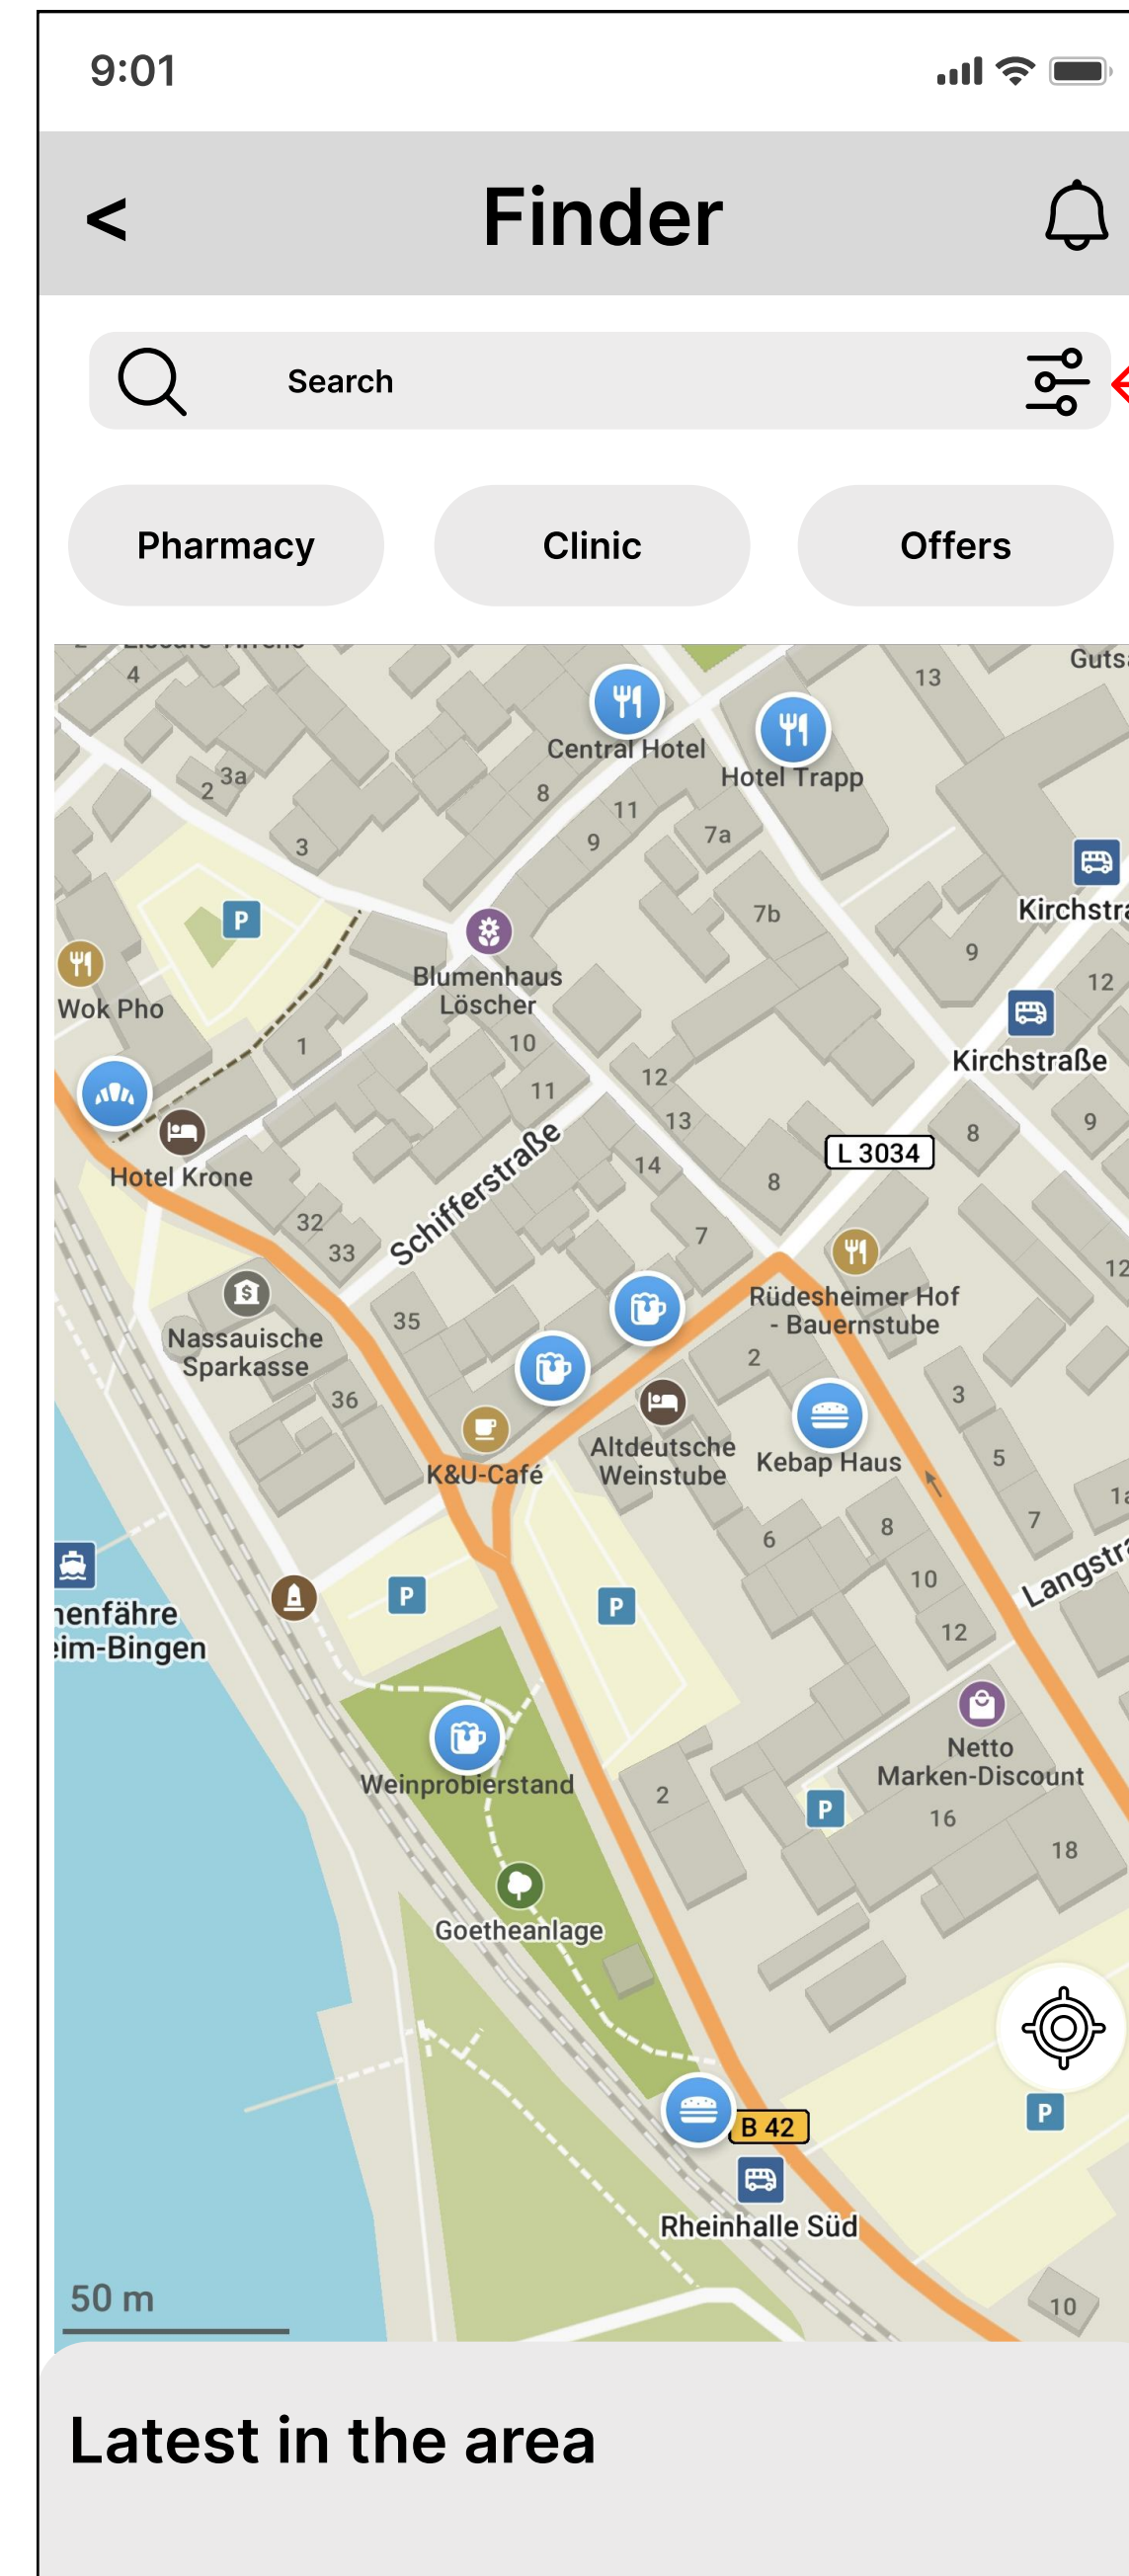 9:01
< Finder
Search
Pharmacy Clinic Offers
4
13
Central Hotel
Hotel Trapp
3a
2
8
11
3
9
7a
7b
P
Kirchstra
9
Blumenhaus
Löscher
12
Wok Pho
10
1
Kirchstraße
12
11
13
9
8
L 3034
14
8
Hotel Krone
Schifferstraße
32
33
7
12
Rüdesheimer Hof
- Bauernstube
35
Nassauische
Sparkasse
2
36
3
Altdeutsche
Weinstube
Kebap Haus
5
K&U-Café
1a
7
8
6
Langstra
10
P
P
nenfähre
eim-Bingen
12
Netto
Marken-Discount
Weinprobierstand
2
P
16
18
Goetheanlage
P
B 42
Rheinhalle Süd
50 m
10
Latest in the area